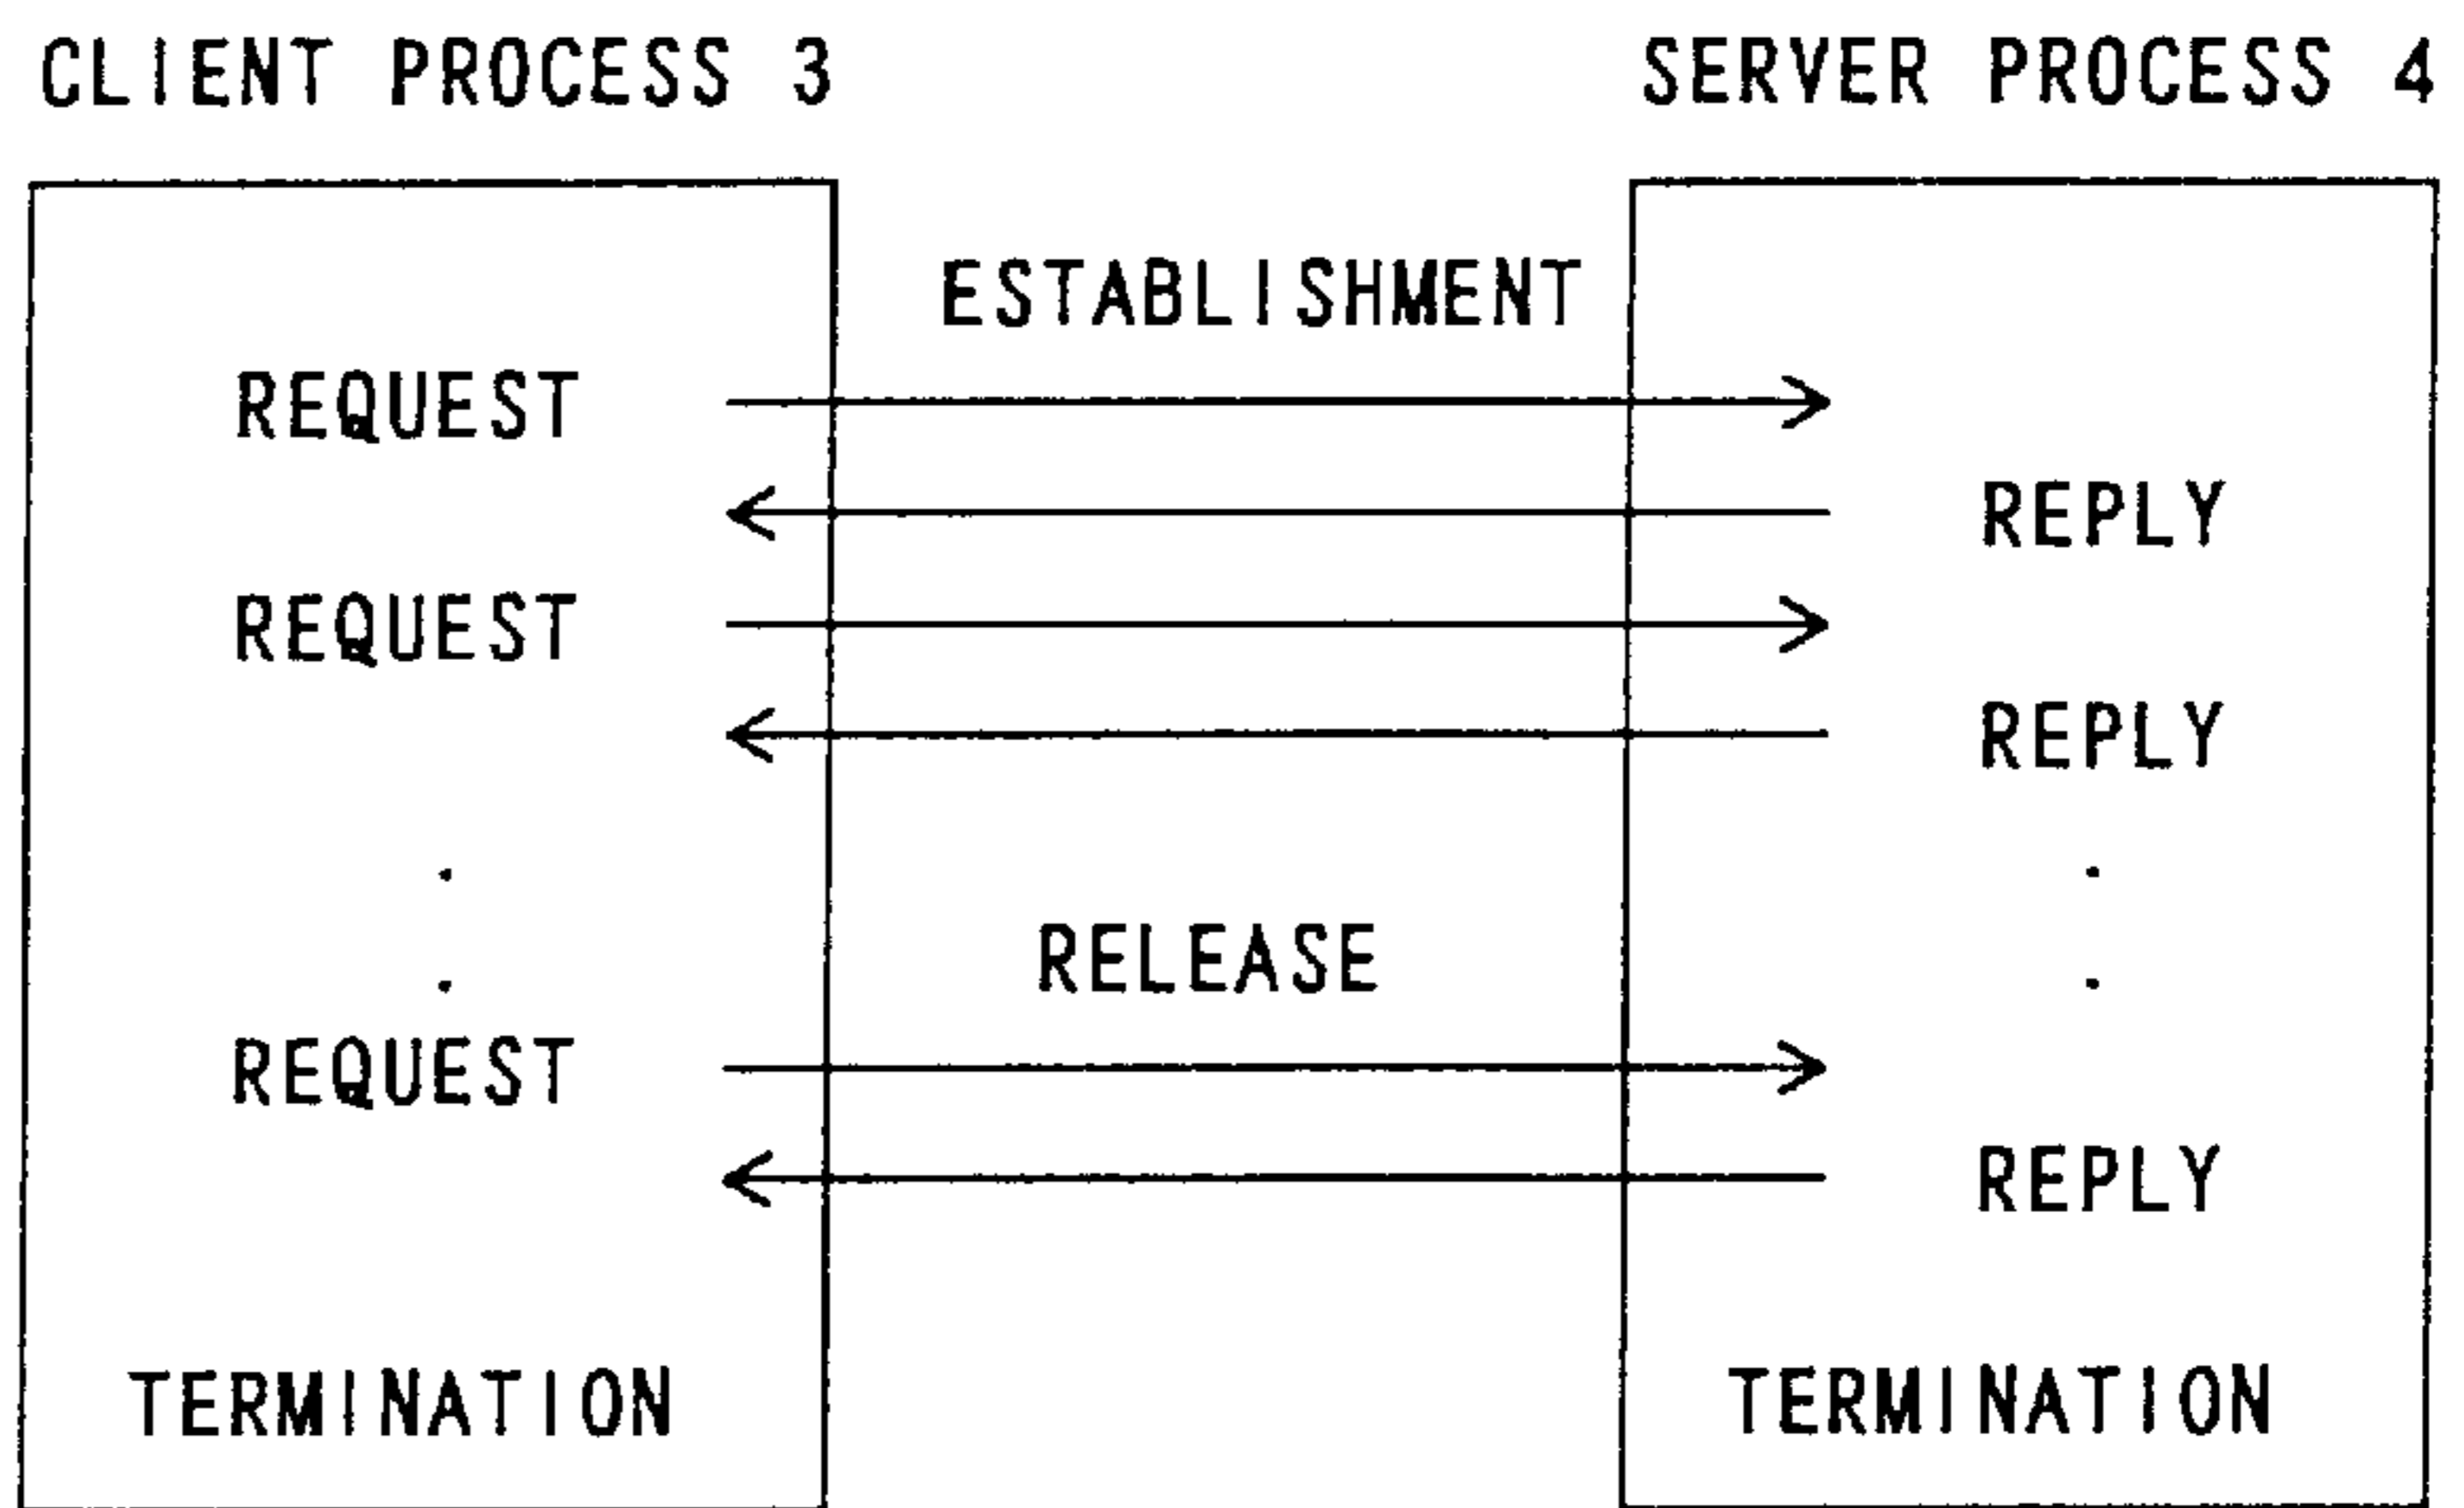 CLIENT PROCESS 3 SERVER PROCESS 4
ESTABLISHMENT
REQUEST
REPLY
REQUEST
REPLY
.
.
RELEASE
. .
REQUEST
REPLY
TERMINATION TERMINATION